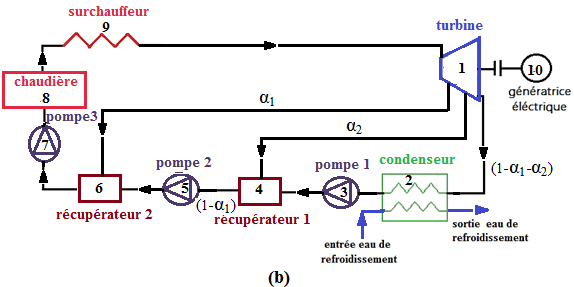 surchauffeur
9
turbine
1
10
génératrice
éléctrique
chaudière
8
α1
α2
pompe3
7
pompe 2
pompe 1
condenseur
(1-α1-α2)
6
5
4
3
2
(1-α1)
récupérateur 2
récupérateur 1
entrée eau de
refroidissement
sortie eau de
refroidissement
(b)